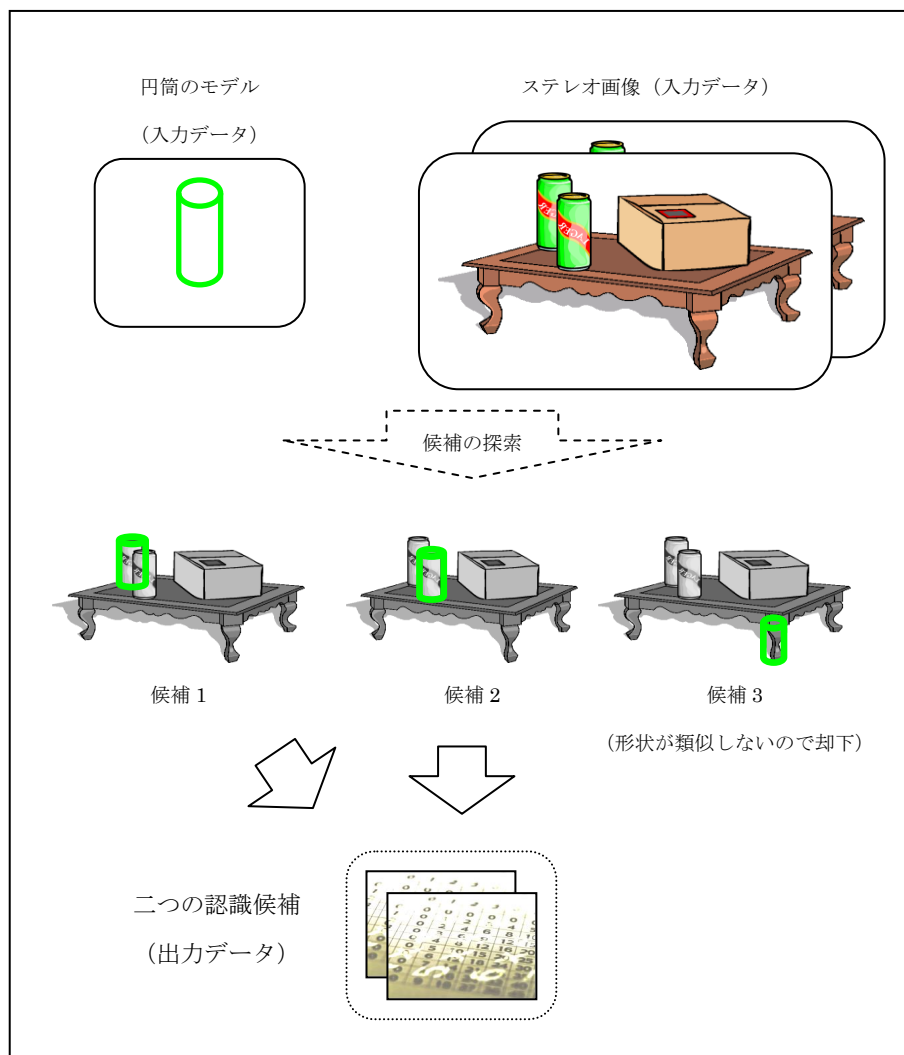 円筒のモデル
（入力データ）
ステレオ画像（入力データ）
候補の探索
候補 1
候補 2
候補 3
（形状が類似しないので却下）
二つの認識候補
（出力データ）